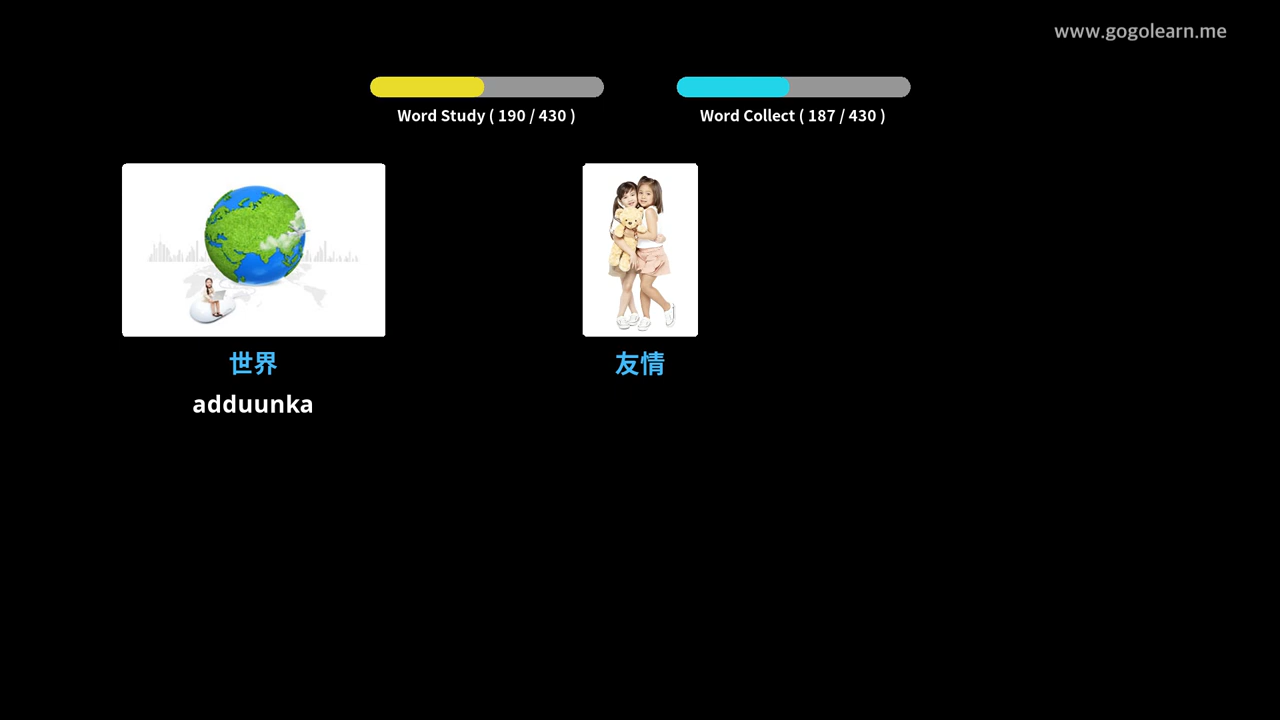 www.gogolearn.me
Word Study ( 190 / 430 )
Word Collect ( 187 / 430 )
世界
友情
adduunka